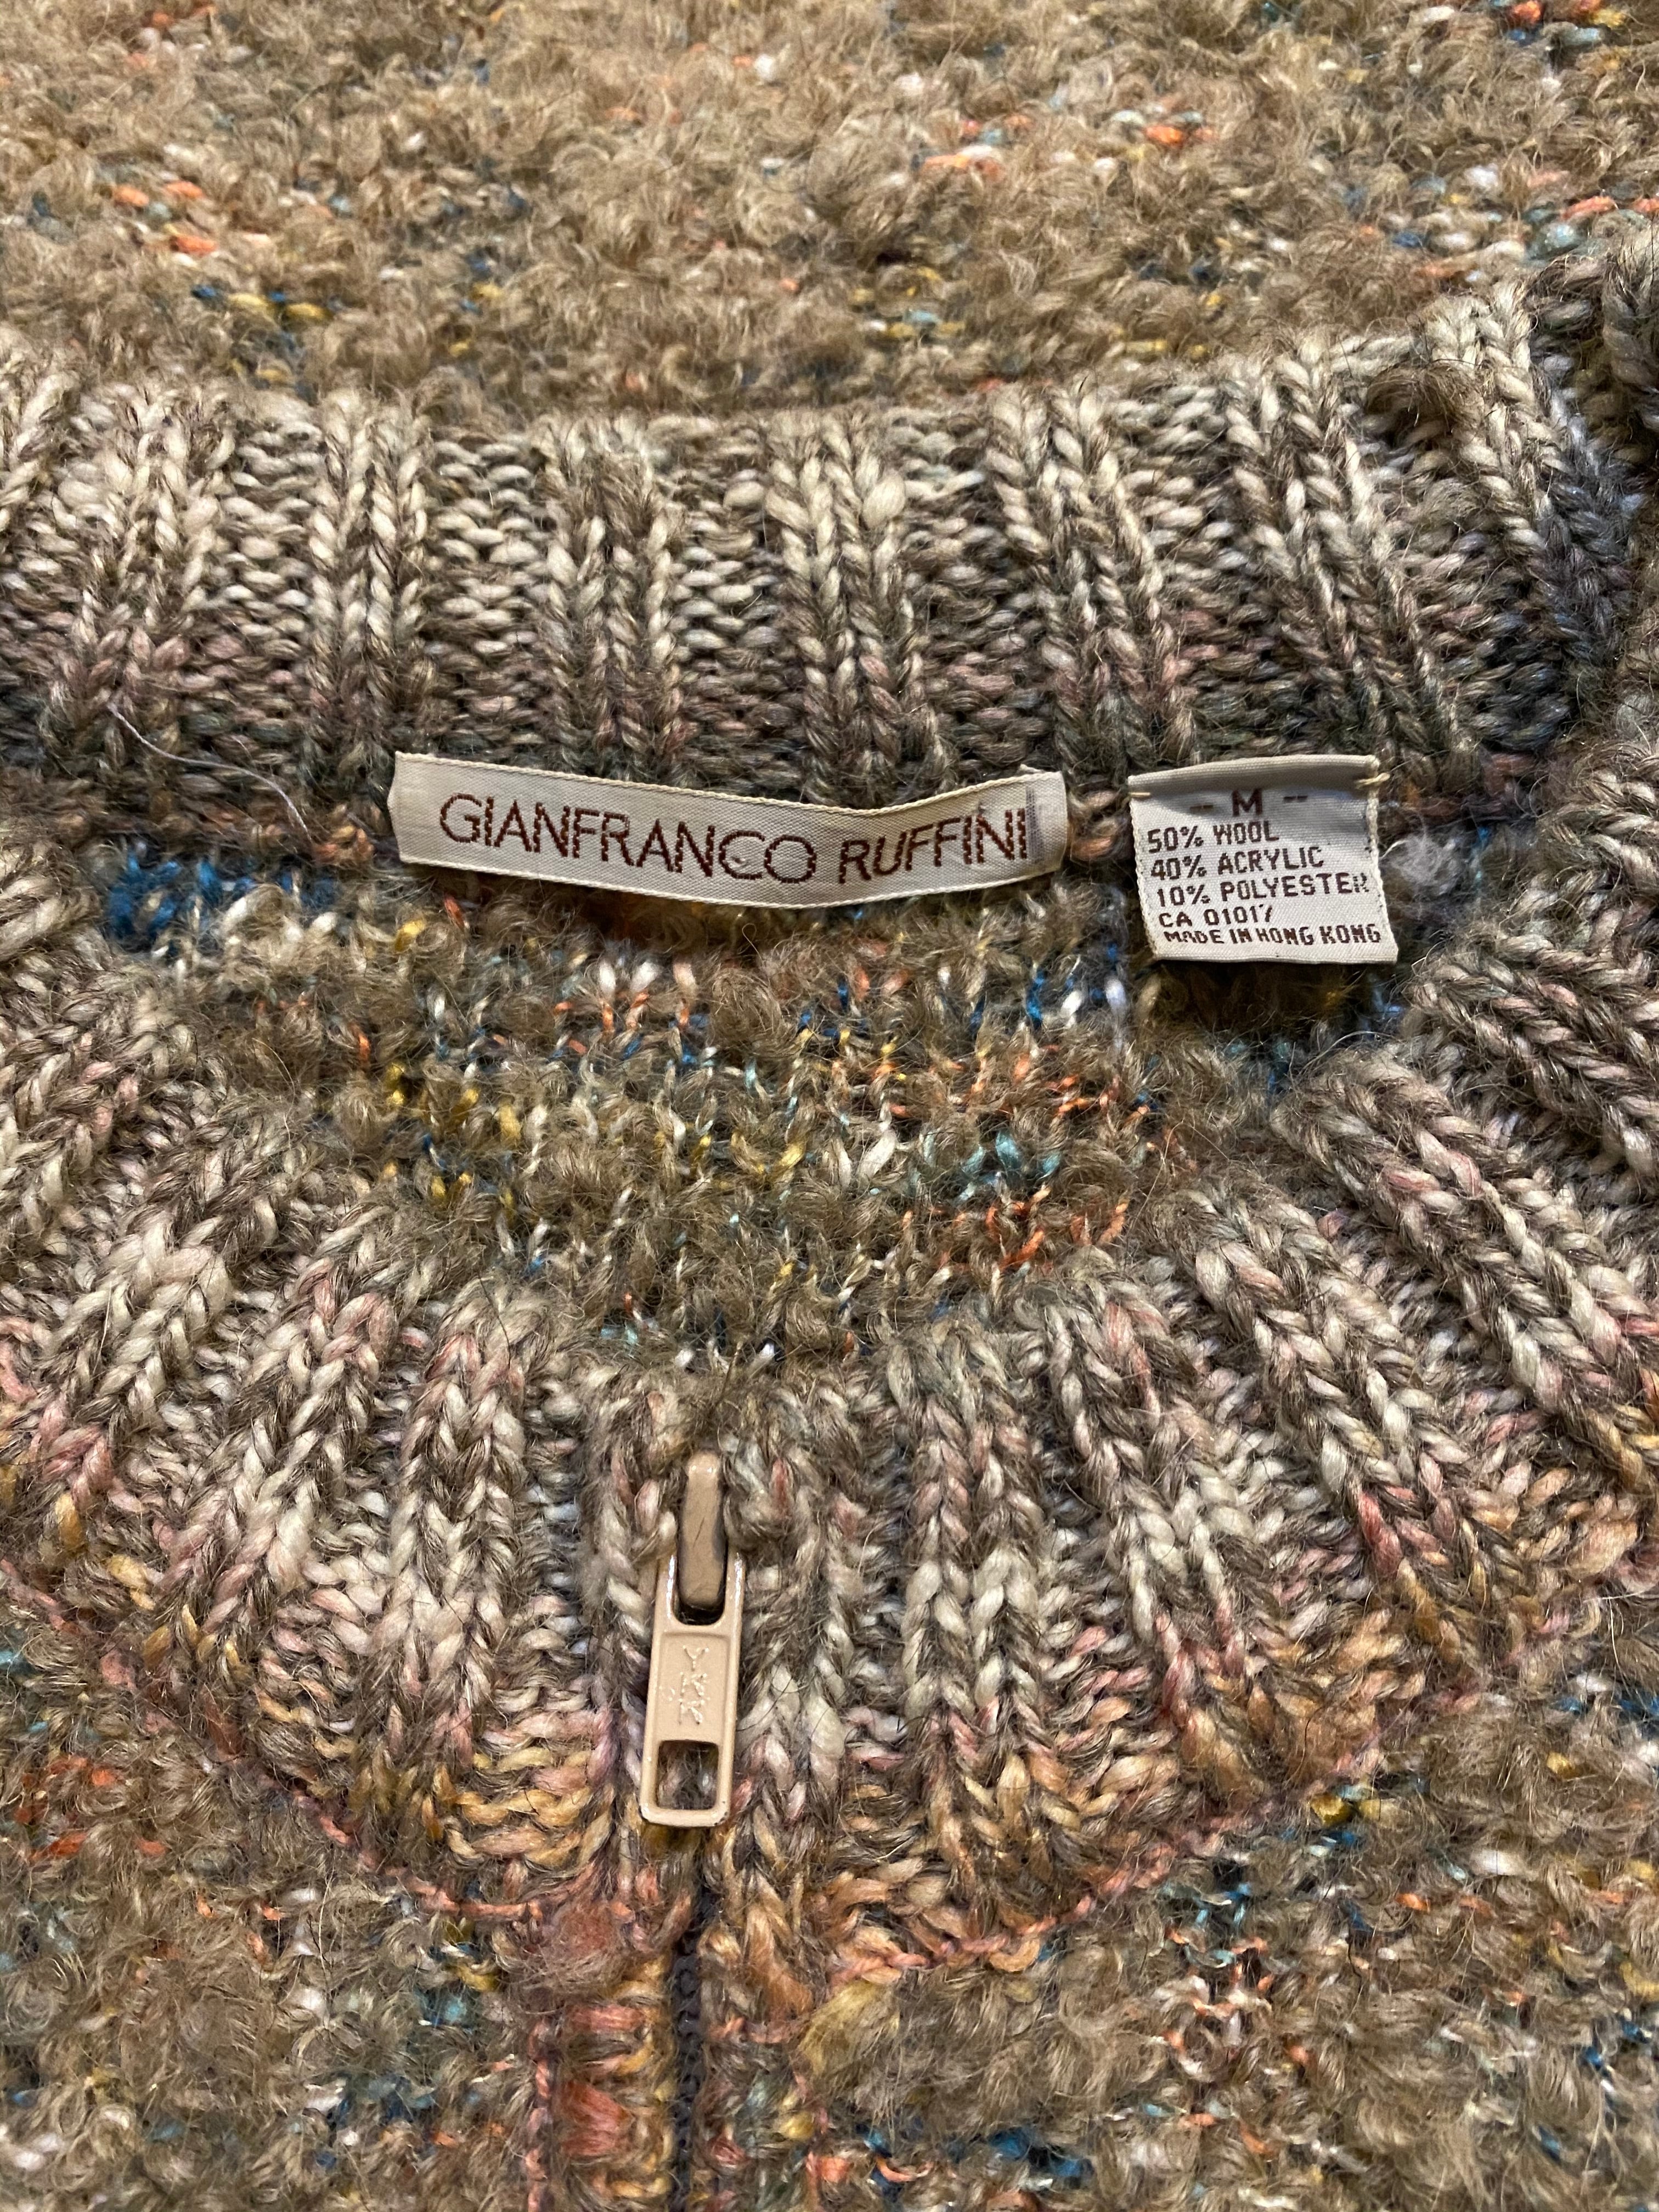 GIANFRANCO RUFFINI
-- M --
50% WOOL
40% ACRYLIC
10% POLYESTER
CA 01017
MADE IN HONG KONG
YKK